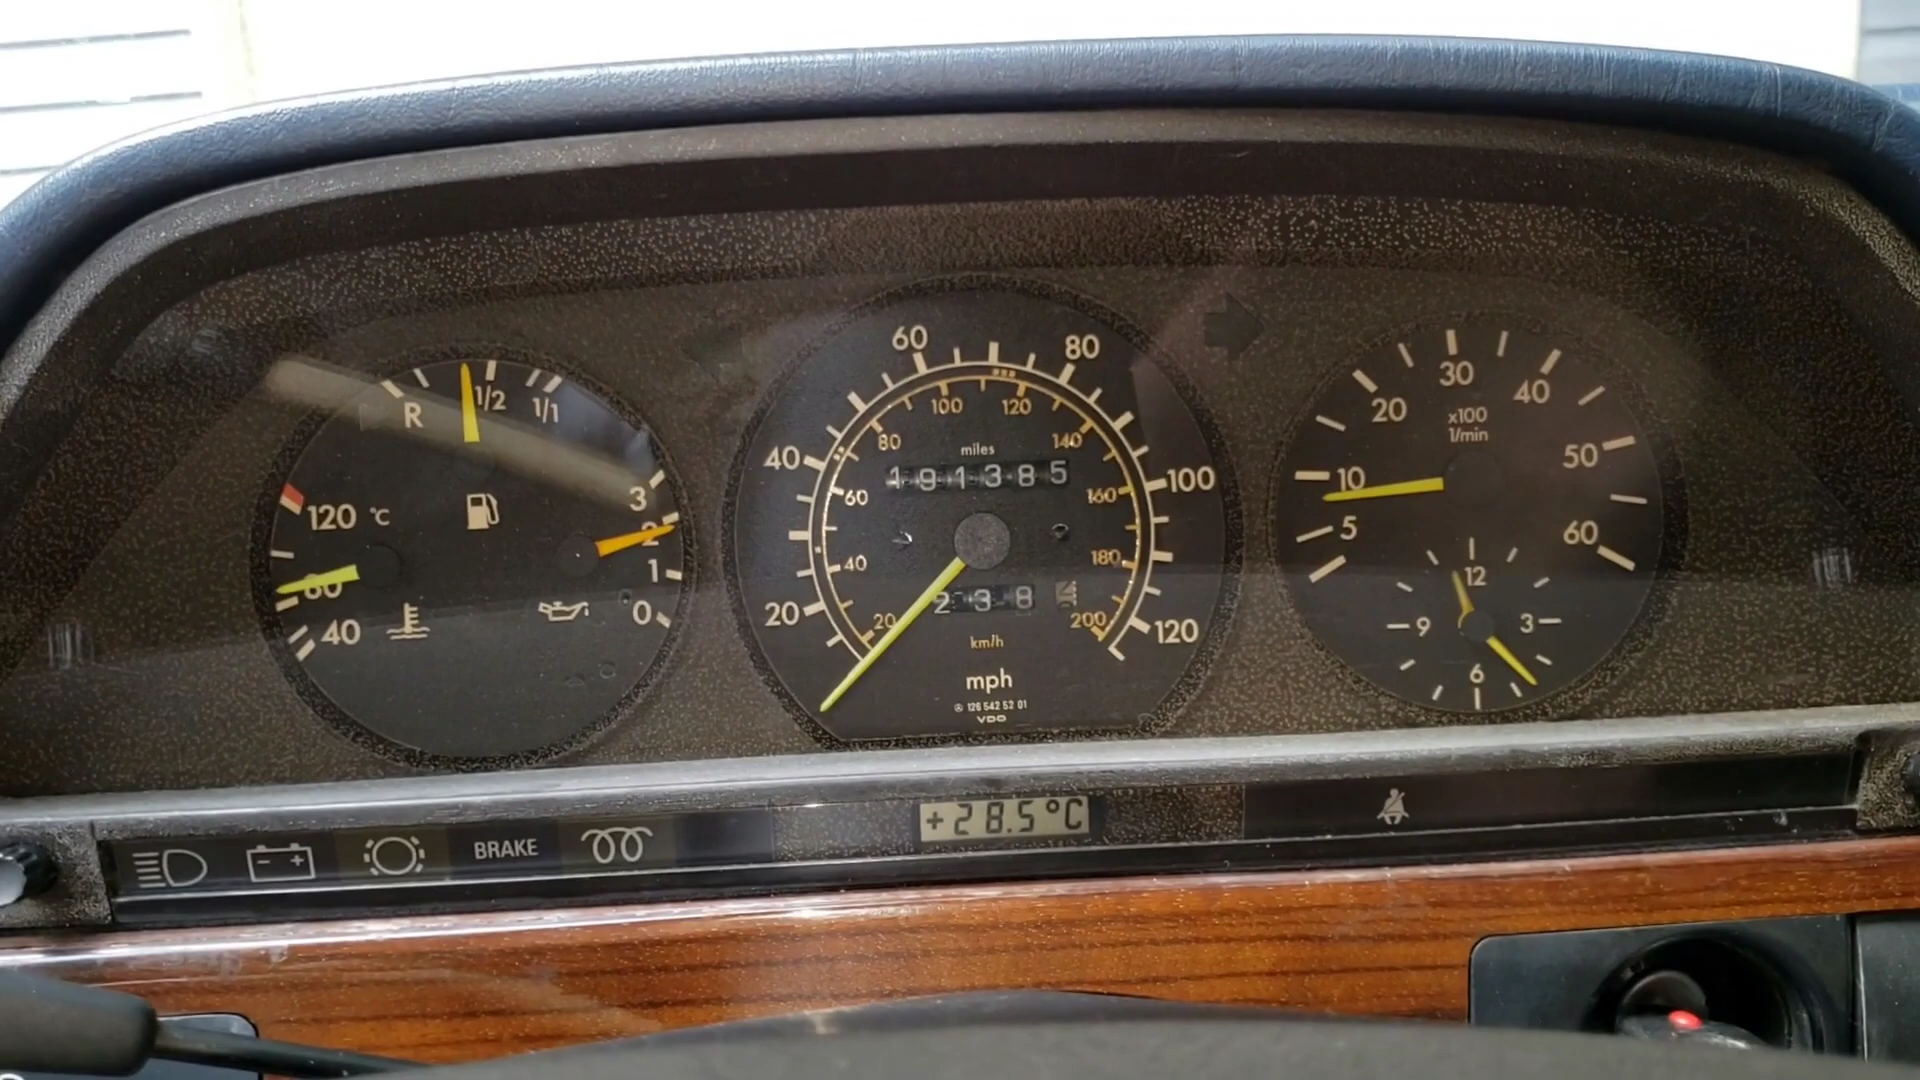 R 1/2 1/1
120 °C
80
40
3
2
1
0
20 40 60 80 100 120
20 40 60 80 100 120 140 160 180 200
miles
191385
238
km/h
mph
126 542 52 01
VDO
5 10 20 30 40 50 60
x100
1/min
12
9 3
6
BRAKE
+28.5°C